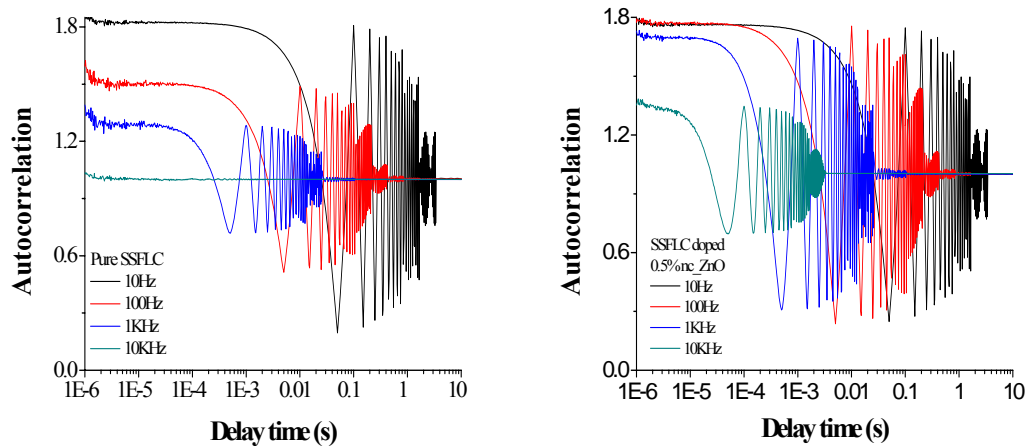 1.8
1.2
0.6
0.0
Autocorrelation
Pure SSFLC
10Hz
100Hz
1KHz
10KHz
1E-6 1E-5 1E-4 1E-3 0.01 0.1 1 10
Delay time (s)
1.8
1.2
0.6
0.0
Autocorrelation
SSFLC doped
0.5% nc_ZnO
10Hz
100Hz
1KHz
10KHz
1E-6 1E-5 1E-4 1E-3 0.01 0.1 1 10
Delay time (s)